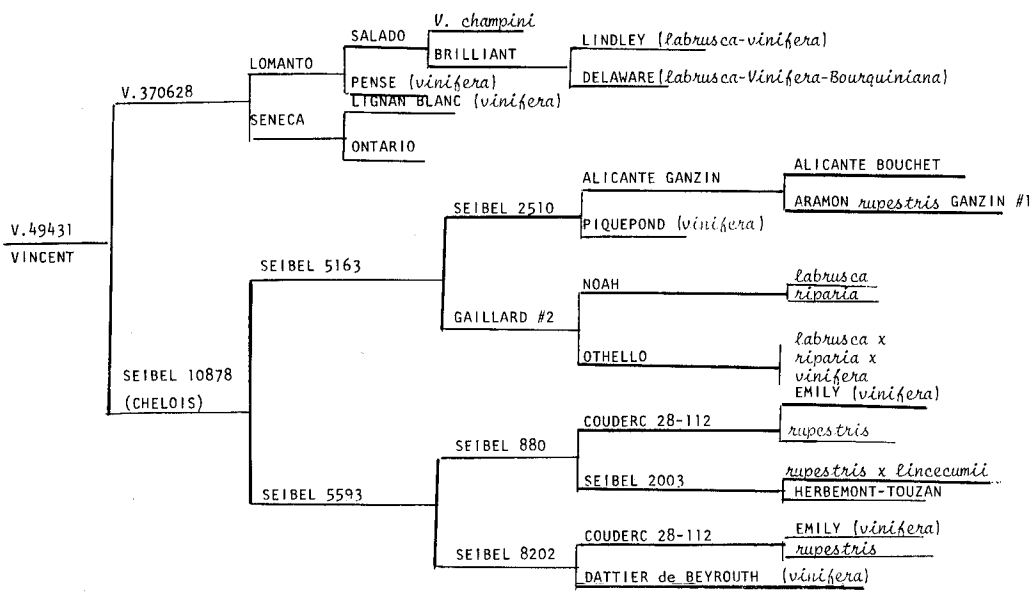 V. champini
SALADO
BRILLIANT
LINDLEY (labrusca-vinifera)
LOMANTO
DELAWARE(labrusca-Vinifera-Bourquiniana)
PENSE (vinifera)
V.370628
LIGNAN BLANC (vinifera)
SENECA
ONTARIO
ALICANTE BOUCHET
ALICANTE GANZIN
ARAMON rupestris GANZIN #1
SEIBEL 2510
PIQUEPOND (vinifera)
V.49431
VINCENT
SEIBEL 5163
labrusca
NOAH
riparia
GAILLARD #2
labrusca x
OTHELLO
riparia x
vinifera
SEIBEL 10878
(CHELOIS)
EMILY (vinifera)
COUDERC 28-112
rupestris
SEIBEL 880
rupestris x lincecumii
SEIBEL 2003
HERBEMONT-TOUZAN
SEIBEL 5593
EMILY (vinifera)
COUDERC 28-112
rupestris
SEIBEL 8202
DATTIER de BEYROUTH (vinifera)